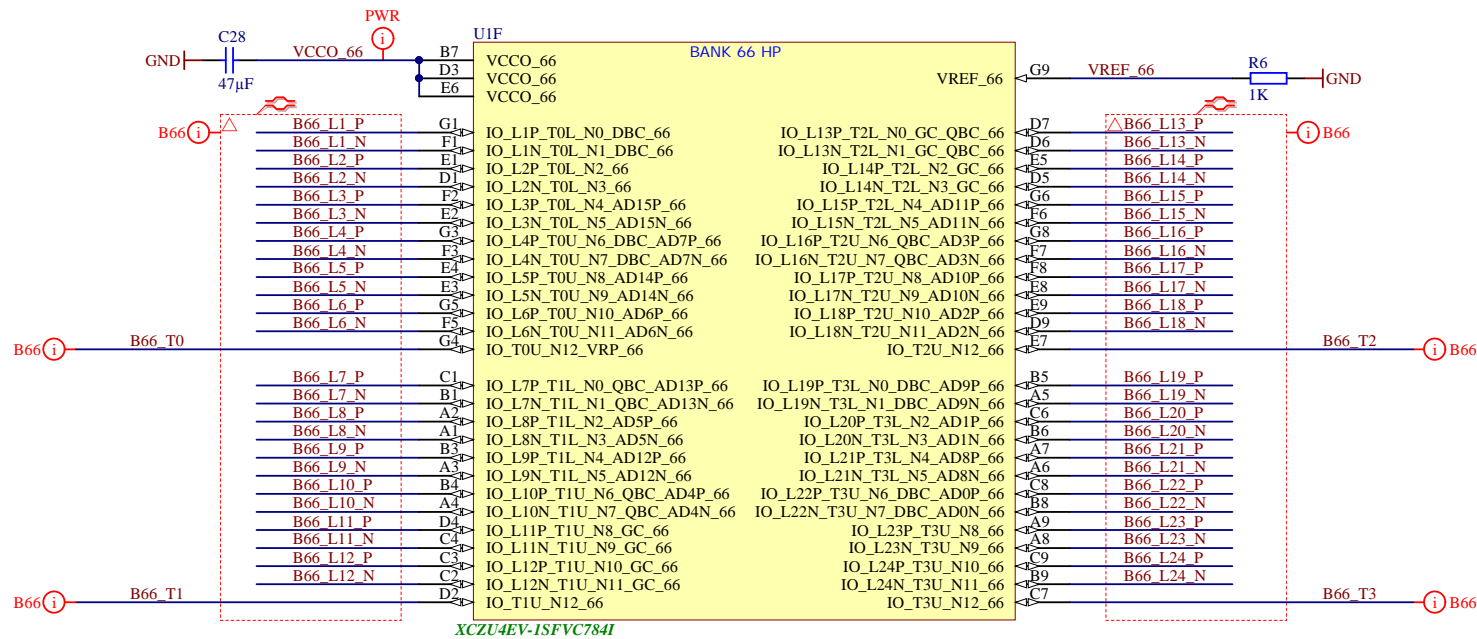 PWR
C28
U1F
BANK 66 HP
GND
VCCO_66
B7
VCCO_66
47µF
D3
VCCO_66
E6
VCCO_66
VREF_66
G9
VREF_66
R6
1K
GND
B66
B66_L1_P G1 IO_L1P_T0L_N0_DBC_66
B66_L1_N F1 IO_L1N_T0L_N1_DBC_66
B66_L2_P E1 IO_L2P_T0L_N2_66
B66_L2_N D1 IO_L2N_T0L_N3_66
B66_L3_P F2 IO_L3P_T0L_N4_AD15P_66
B66_L3_N E2 IO_L3N_T0L_N5_AD15N_66
B66_L4_P G3 IO_L4P_T0U_N6_DBC_AD7P_66
B66_L4_N F3 IO_L4N_T0U_N7_DBC_AD7N_66
B66_L5_P E4 IO_L5P_T0U_N8_AD14P_66
B66_L5_N E3 IO_L5N_T0U_N9_AD14N_66
B66_L6_P G5 IO_L6P_T0U_N10_AD6P_66
B66_L6_N F5 IO_L6N_T0U_N11_AD6N_66
B66 B66_T0 G4 IO_T0U_N12_VRP_66
B66_L7_P C1 IO_L7P_T1L_N0_QBC_AD13P_66
B66_L7_N B1 IO_L7N_T1L_N1_QBC_AD13N_66
B66_L8_P A2 IO_L8P_T1L_N2_AD5P_66
B66_L8_N A1 IO_L8N_T1L_N3_AD5N_66
B66_L9_P B3 IO_L9P_T1L_N4_AD12P_66
B66_L9_N A3 IO_L9N_T1L_N5_AD12N_66
B66_L10_P B4 IO_L10P_T1U_N6_QBC_AD4P_66
B66_L10_N A4 IO_L10N_T1U_N7_QBC_AD4N_66
B66_L11_P D4 IO_L11P_T1U_N8_GC_66
B66_L11_N C4 IO_L11N_T1U_N9_GC_66
B66_L12_P C3 IO_L12P_T1U_N10_GC_66
B66_L12_N C2 IO_L12N_T1U_N11_GC_66
B66 B66_T1 D2 IO_T1U_N12_66
IO_L13P_T2L_N0_GC_QBC_66 D7 B66_L13_P
B66
IO_L13N_T2L_N1_GC_QBC_66 D6 B66_L13_N
IO_L14P_T2L_N2_GC_66 E5 B66_L14_P
IO_L14N_T2L_N3_GC_66 D5 B66_L14_N
IO_L15P_T2L_N4_AD11P_66 G6 B66_L15_P
IO_L15N_T2L_N5_AD11N_66 F6 B66_L15_N
IO_L16P_T2U_N6_QBC_AD3P_66 G8 B66_L16_P
IO_L16N_T2U_N7_QBC_AD3N_66 F7 B66_L16_N
IO_L17P_T2U_N8_AD10P_66 F8 B66_L17_P
IO_L17N_T2U_N9_AD10N_66 E8 B66_L17_N
IO_L18P_T2U_N10_AD2P_66 E9 B66_L18_P
IO_L18N_T2U_N11_AD2N_66 D9 B66_L18_N
IO_T2U_N12_66 E7 B66_T2 B66
IO_L19P_T3L_N0_DBC_AD9P_66 B5 B66_L19_P
IO_L19N_T3L_N1_DBC_AD9N_66 A5 B66_L19_N
IO_L20P_T3L_N2_AD1P_66 C6 B66_L20_P
IO_L20N_T3L_N3_AD1N_66 B6 B66_L20_N
IO_L21P_T3L_N4_AD8P_66 A7 B66_L21_P
IO_L21N_T3L_N5_AD8N_66 A6 B66_L21_N
IO_L22P_T3U_N6_DBC_AD0P_66 C8 B66_L22_P
IO_L22N_T3U_N7_DBC_AD0N_66 B8 B66_L22_N
IO_L23P_T3U_N8_66 A9 B66_L23_P
IO_L23N_T3U_N9_66 A8 B66_L23_N
IO_L24P_T3U_N10_66 C9 B66_L24_P
IO_L24N_T3U_N11_66 B9 B66_L24_N
IO_T3U_N12_66 C7 B66_T3 B66
XCZU4EV-1SFVC784I